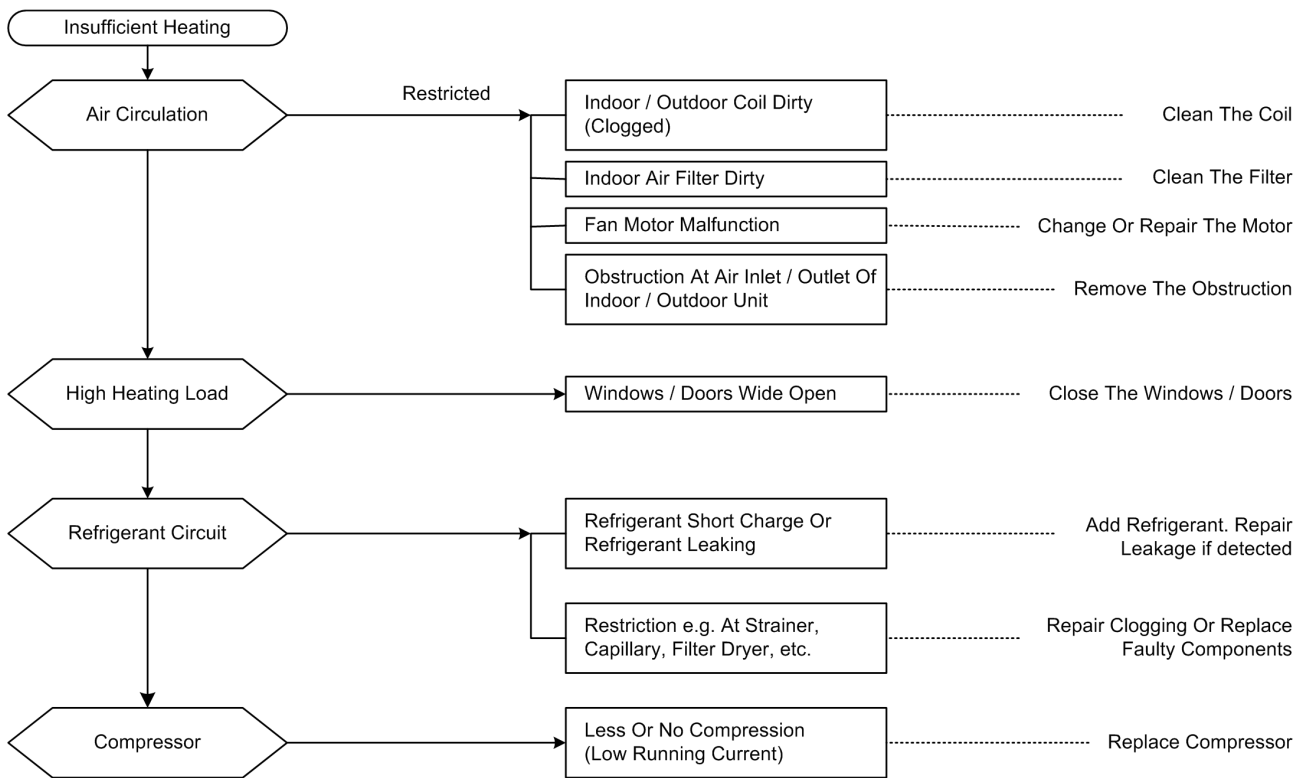 Insufficient Heating
Air Circulation
Restricted
Indoor / Outdoor Coil Dirty
(Clogged)
Clean The Coil
Indoor Air Filter Dirty
Clean The Filter
Fan Motor Malfunction
Change Or Repair The Motor
Obstruction At Air Inlet / Outlet Of
Indoor / Outdoor Unit
Remove The Obstruction
High Heating Load
Windows / Doors Wide Open
Close The Windows / Doors
Refrigerant Circuit
Refrigerant Short Charge Or
Refrigerant Leaking
Add Refrigerant. Repair
Leakage if detected
Restriction e.g. At Strainer,
Capillary, Filter Dryer, etc.
Repair Clogging Or Replace
Faulty Components
Compressor
Less Or No Compression
(Low Running Current)
Replace Compressor